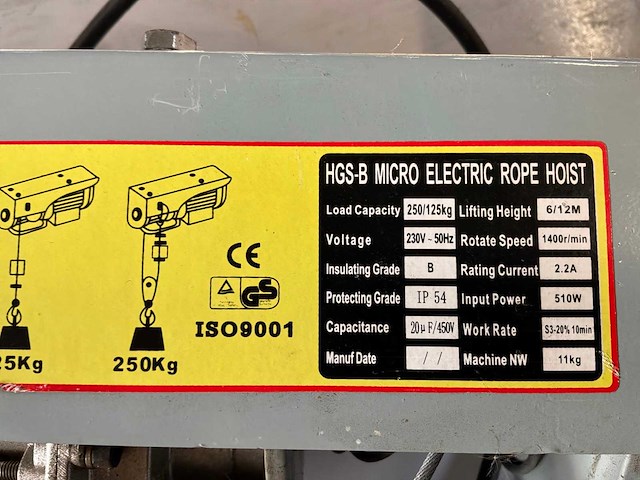 HGS-B MICRO ELECTRIC ROPE HOIST
Load Capacity 250/125kg Lifting Height 6/12M
Voltage 230V~50Hz Rotate Speed 1400r/min
Insulating Grade B Rating Current 2.2A
Protecting Grade IP 54 Input Power 510W
Capacitance 20μF/450V Work Rate S3-20% 10min
Manuf Date / / Machine NW 11kg
CE
GS
ISO9001
25Kg
250Kg